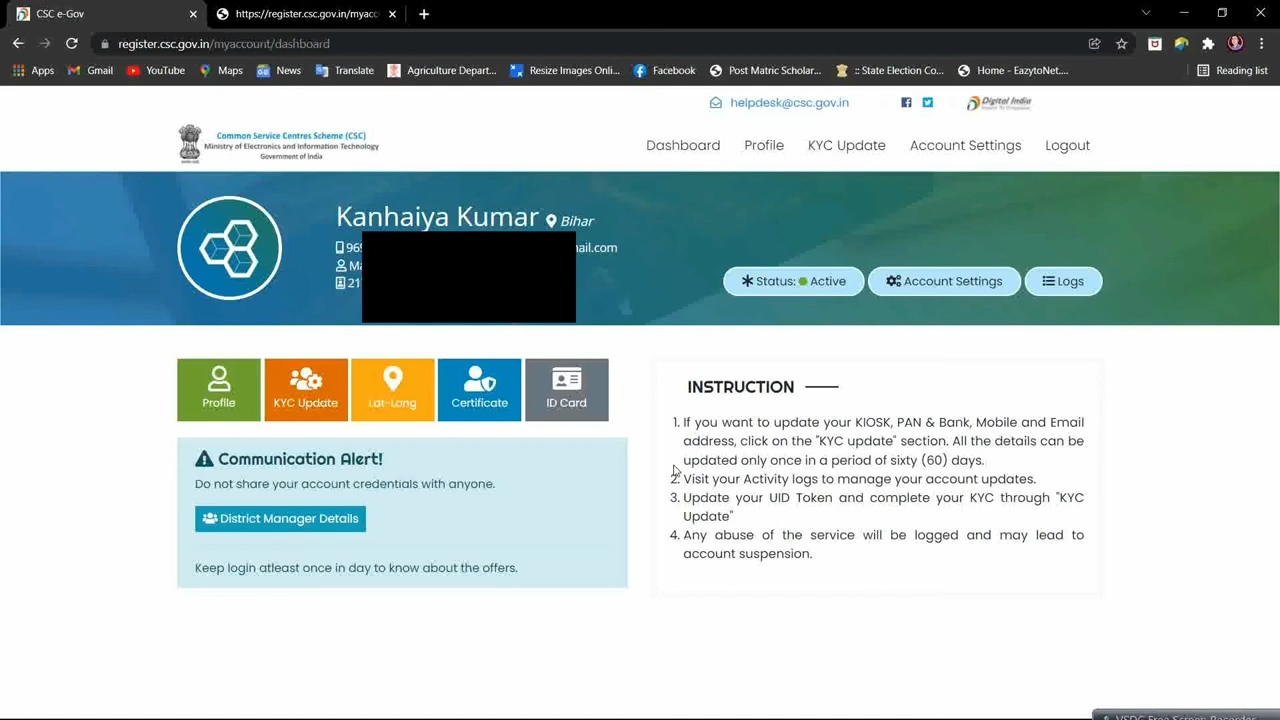 CSC e-Gov
https://register.csc.gov.in/myacc
register.csc.gov.in/myaccount/dashboard
Apps Gmail YouTube Maps News Translate Agriculture Depart... Resize Images Onli... Facebook Post Matric Scholar... :: State Election Co... Home - EazytoNet.... Reading list
helpdesk@csc.gov.in Digital India
Common Service Centres Scheme (CSC)
Ministry of Electronics and Information Technology
Government of India
Dashboard Profile KYC Update Account Settings Logout
Kanhaiya Kumar Bihar
969 ail.com
Ma
21
Status: Active Account Settings Logs
Profile KYC Update Lat-Long Certificate ID Card
Communication Alert!
Do not share your account credentials with anyone.
District Manager Details
Keep login atleast once in day to know about the offers.
INSTRUCTION
1. If you want to update your KIOSK, PAN & Bank, Mobile and Email
address, click on the "KYC update" section. All the details can be
updated only once in a period of sixty (60) days.
2. Visit your Activity logs to manage your account updates.
3. Update your UID Token and complete your KYC through "KYC
Update"
4. Any abuse of the service will be logged and may lead to
account suspension.
VSDC Free Screen Recorder